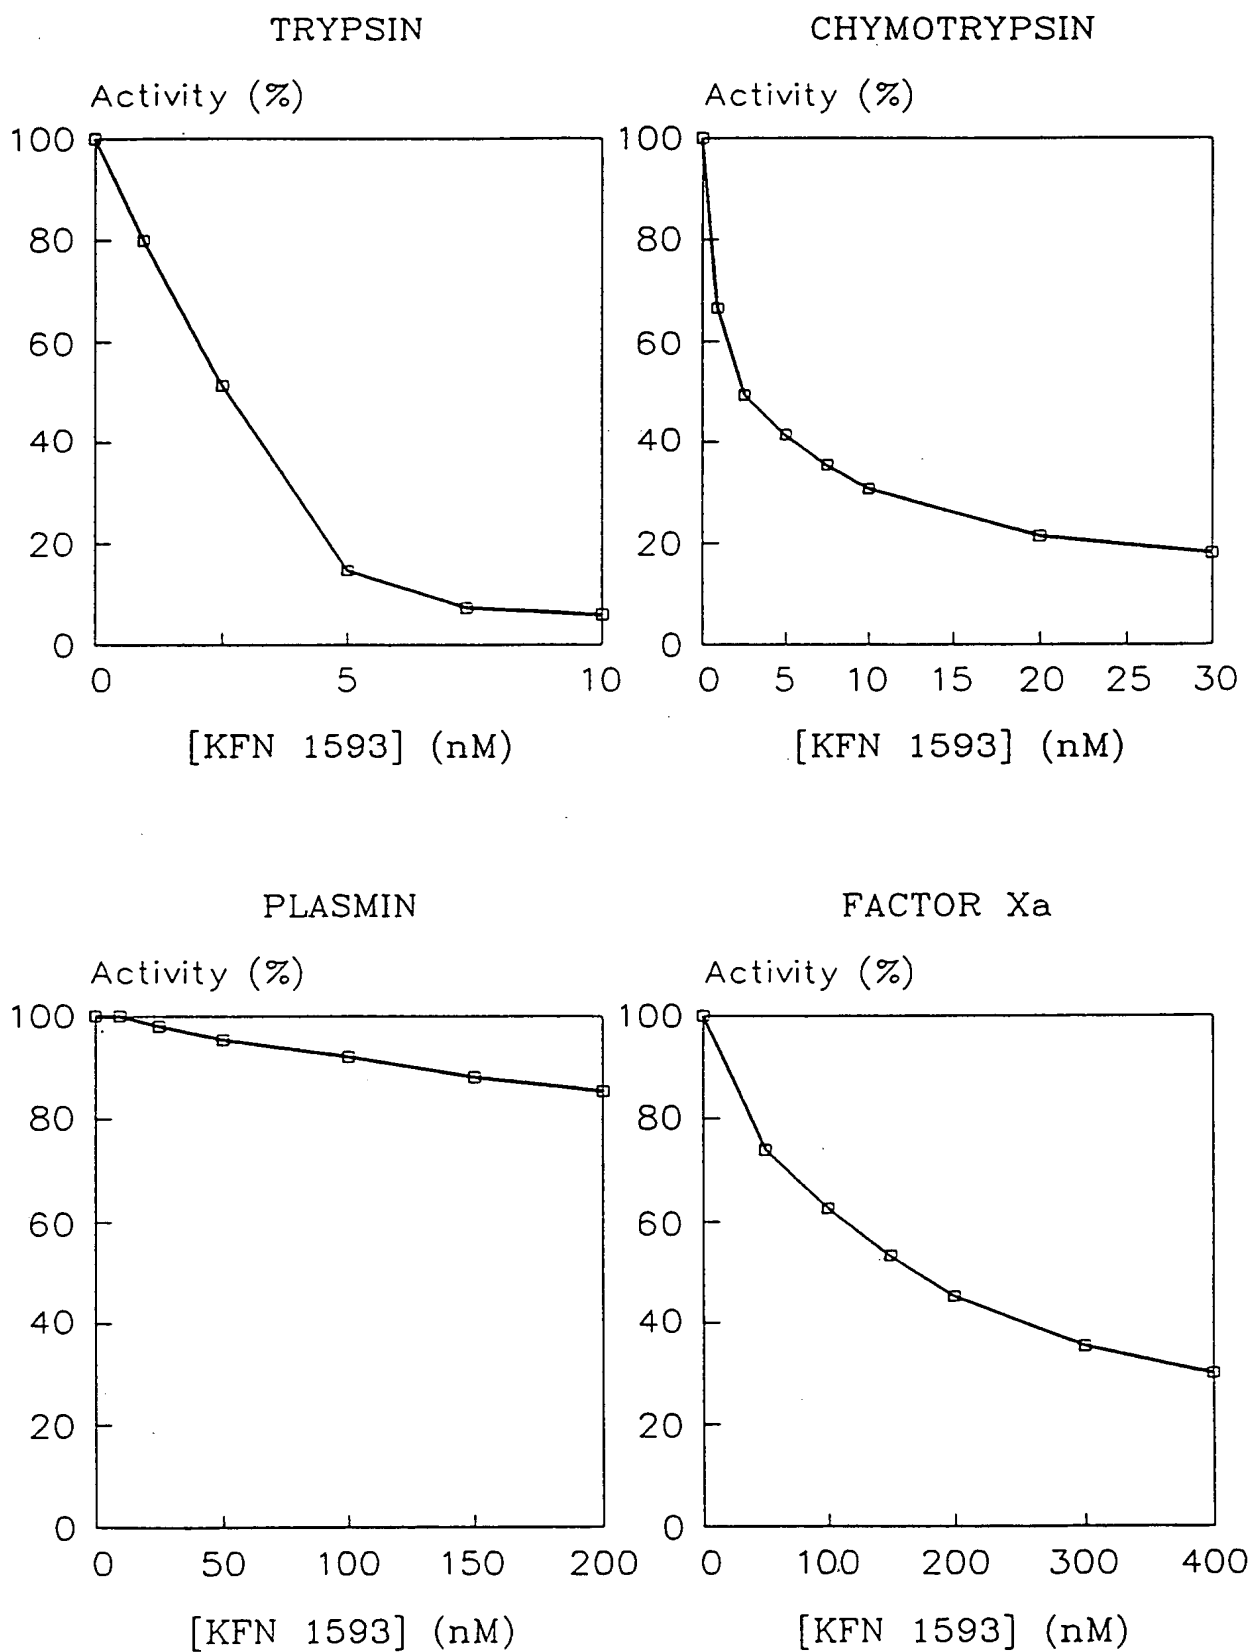 TRYPSIN
Activity (%)
100
80
60
40
20
0
0 5 10
[KFN 1593] (nM)
CHYMOTRYPSIN
Activity (%)
100
80
60
40
20
0
0 5 10 15 20 25 30
[KFN 1593] (nM)
PLASMIN
Activity (%)
100
80
60
40
20
0
0 50 100 150 200
[KFN 1593] (nM)
FACTOR Xa
Activity (%)
100
80
60
40
20
0
0 100 200 300 400
[KFN 1593] (nM)